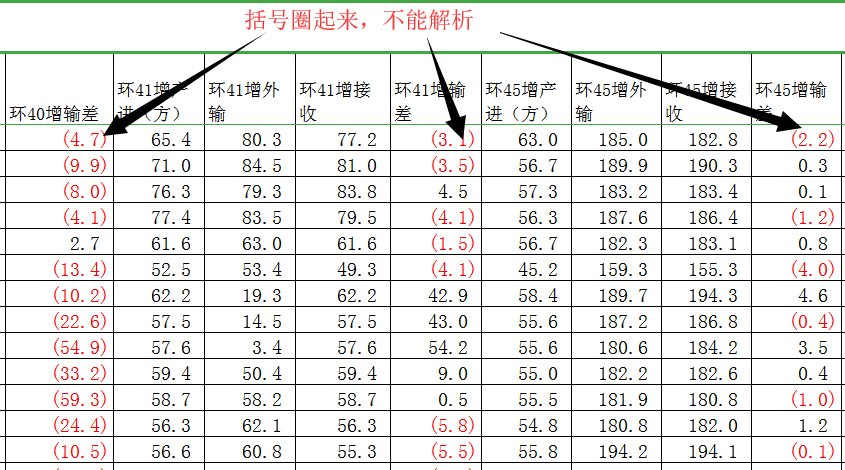 括号圈起来，不能解析
环40增输差 环41增产进（方） 环41增外输 环41增接收 环41增输差 环45增产进（方） 环45增外输 环45增接收 环45增输差
(4.7) 65.4 80.3 77.2 (3.1) 63.0 185.0 182.8 (2.2)
(9.9) 71.0 84.5 81.0 (3.5) 56.7 189.9 190.3 0.3
(8.0) 76.3 79.3 83.8 4.5 57.3 183.2 183.4 0.1
(4.1) 77.4 83.5 79.5 (4.1) 56.3 187.6 186.4 (1.2)
2.7 61.6 63.0 61.6 (1.5) 56.7 182.3 183.1 0.8
(13.4) 52.5 53.4 49.3 (4.1) 45.2 159.3 155.3 (4.0)
(10.2) 62.2 19.3 62.2 42.9 58.4 189.7 194.3 4.6
(22.6) 57.5 14.5 57.5 43.0 55.6 187.2 186.8 (0.4)
(54.9) 57.6 3.4 57.6 54.2 55.6 180.6 184.2 3.5
(33.2) 59.4 50.4 59.4 9.0 55.0 182.2 182.6 0.4
(59.3) 58.7 58.2 58.7 0.5 55.5 181.9 180.8 (1.0)
(24.4) 56.3 62.1 56.3 (5.8) 54.8 180.8 182.0 1.2
(10.5) 56.6 60.8 55.3 (5.5) 55.8 194.2 194.1 (0.1)